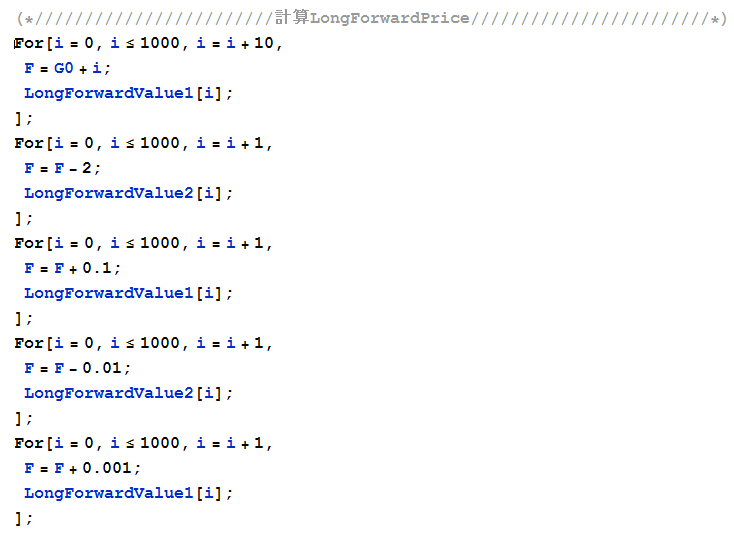 (*////////////////////////計算LongForwardPrice////////////////////////*)
For[i = 0, i ≤ 1000, i = i + 10,
F = G0 + i;
LongForwardValue1[i];
];
For[i = 0, i ≤ 1000, i = i + 1,
F = F - 2;
LongForwardValue2[i];
];
For[i = 0, i ≤ 1000, i = i + 1,
F = F + 0.1;
LongForwardValue1[i];
];
For[i = 0, i ≤ 1000, i = i + 1,
F = F - 0.01;
LongForwardValue2[i];
];
For[i = 0, i ≤ 1000, i = i + 1,
F = F + 0.001;
LongForwardValue1[i];
];